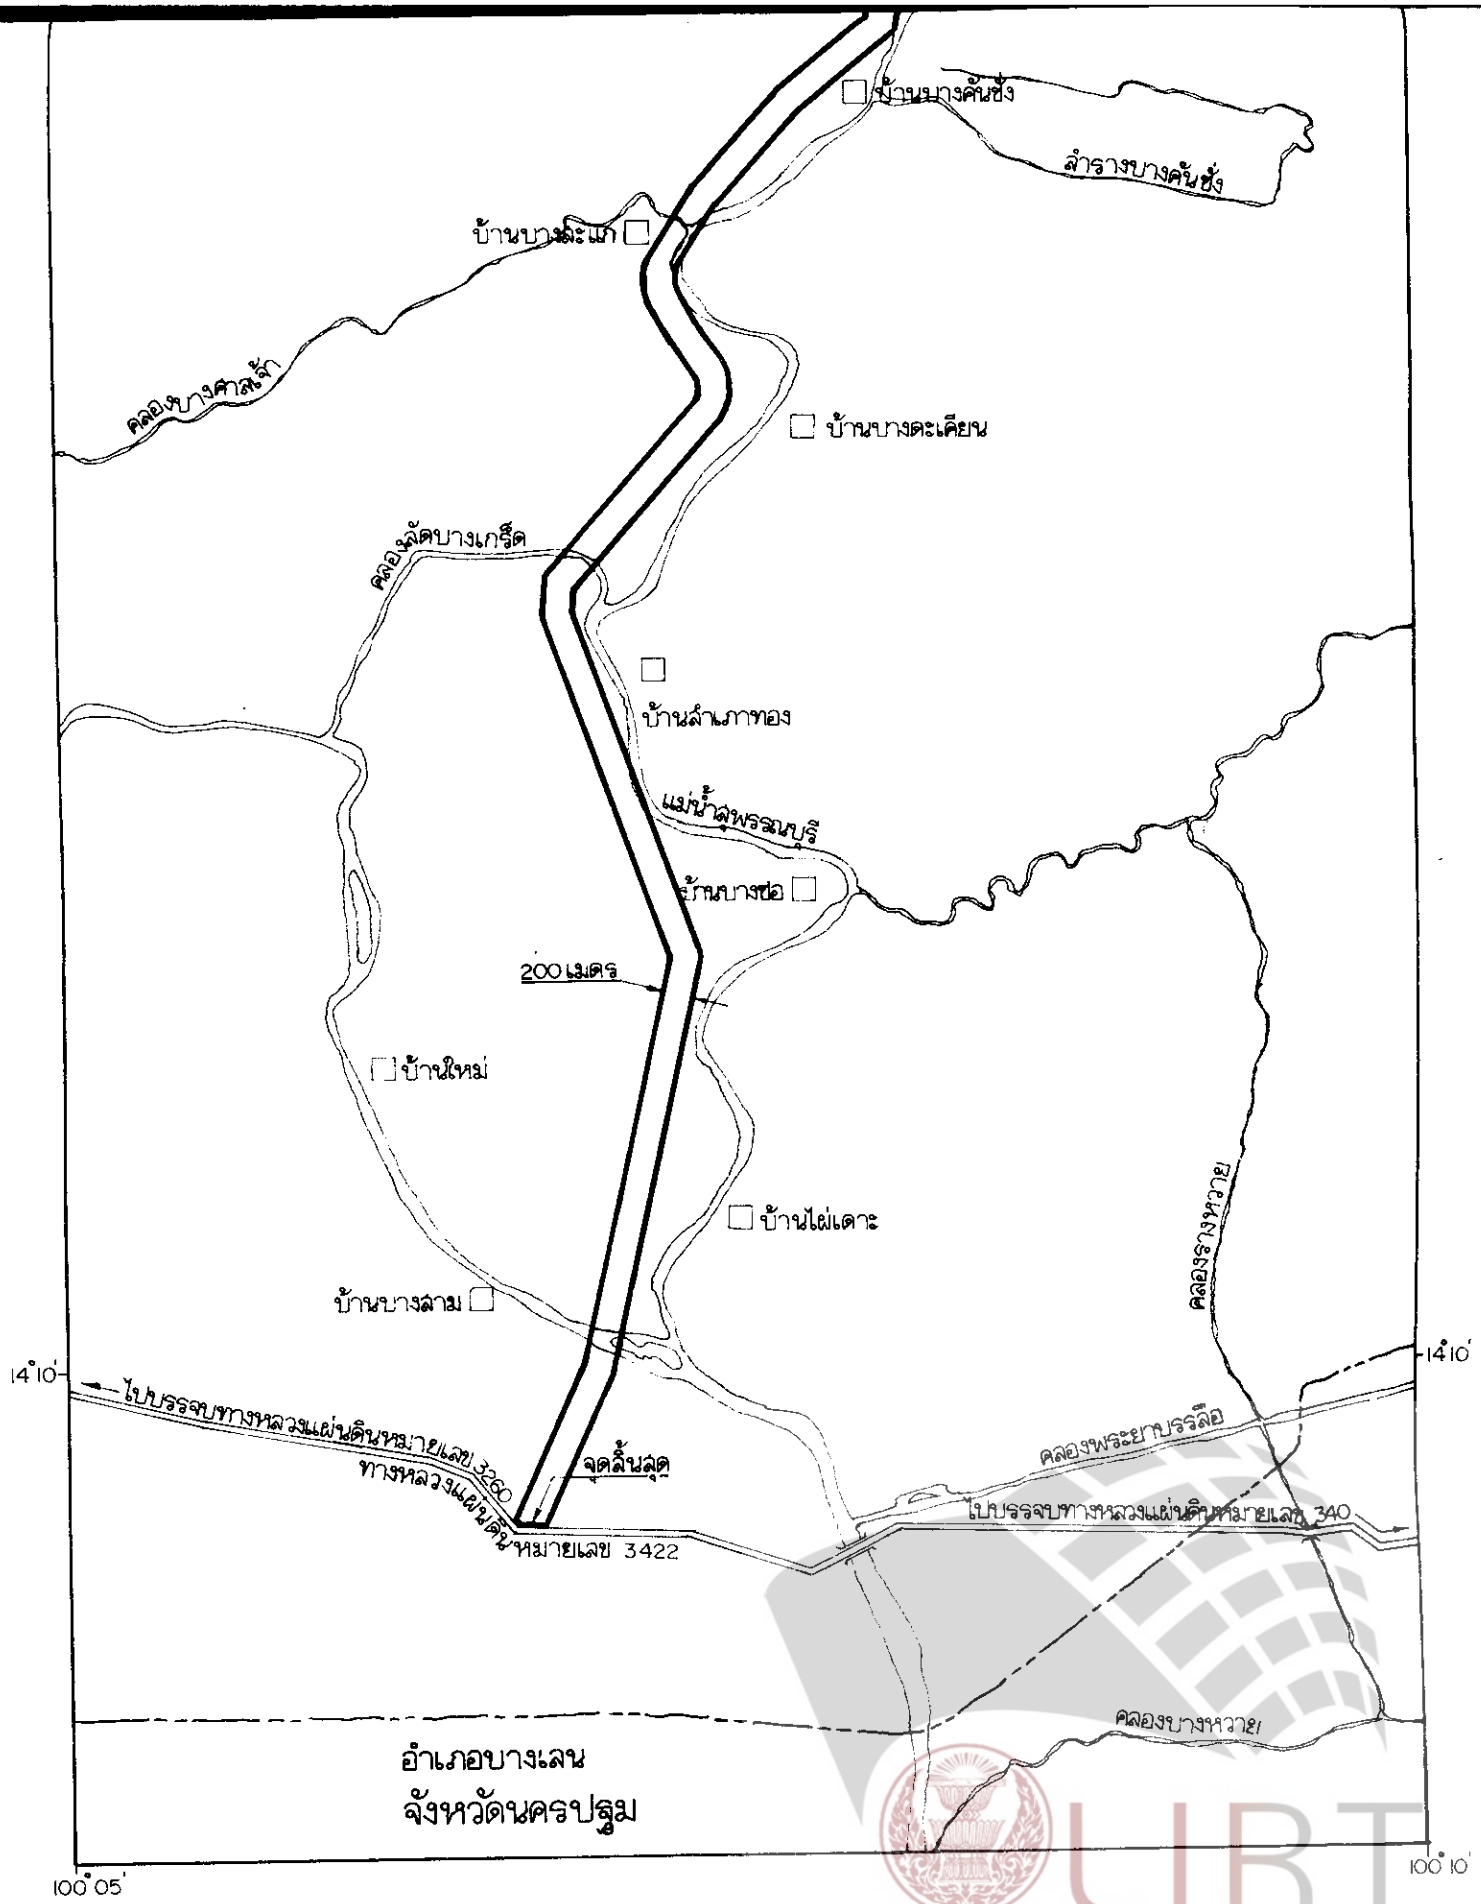 บ้านบางคันชั่ง
ลำรางบางคันชั่ง
บ้านบางสะแก
คลองบางศาลเจ้า
บ้านบางตะเคียน
คลองลัดบางเกร็ด
บ้านลำเภาทอง
แม่น้ำสุพรรณบุรี
บ้านบางซอ
200 เมตร
บ้านใหม่
บ้านไผ่เดาะ
คลองรางหวาย
บ้านบางสาม
14°10'
14°10'
ไปบรรจบทางหลวงแผ่นดินหมายเลข 3260
คลองพระยาบรรลือ
จุดสิ้นสุด
ทางหลวงแผ่นดินหมายเลข 3422
ไปบรรจบทางหลวงแผ่นดินหมายเลข 340
คลองบางหวาย
อำเภอบางเลน
จังหวัดนครปฐม
LIRT
100°05'
100°10'